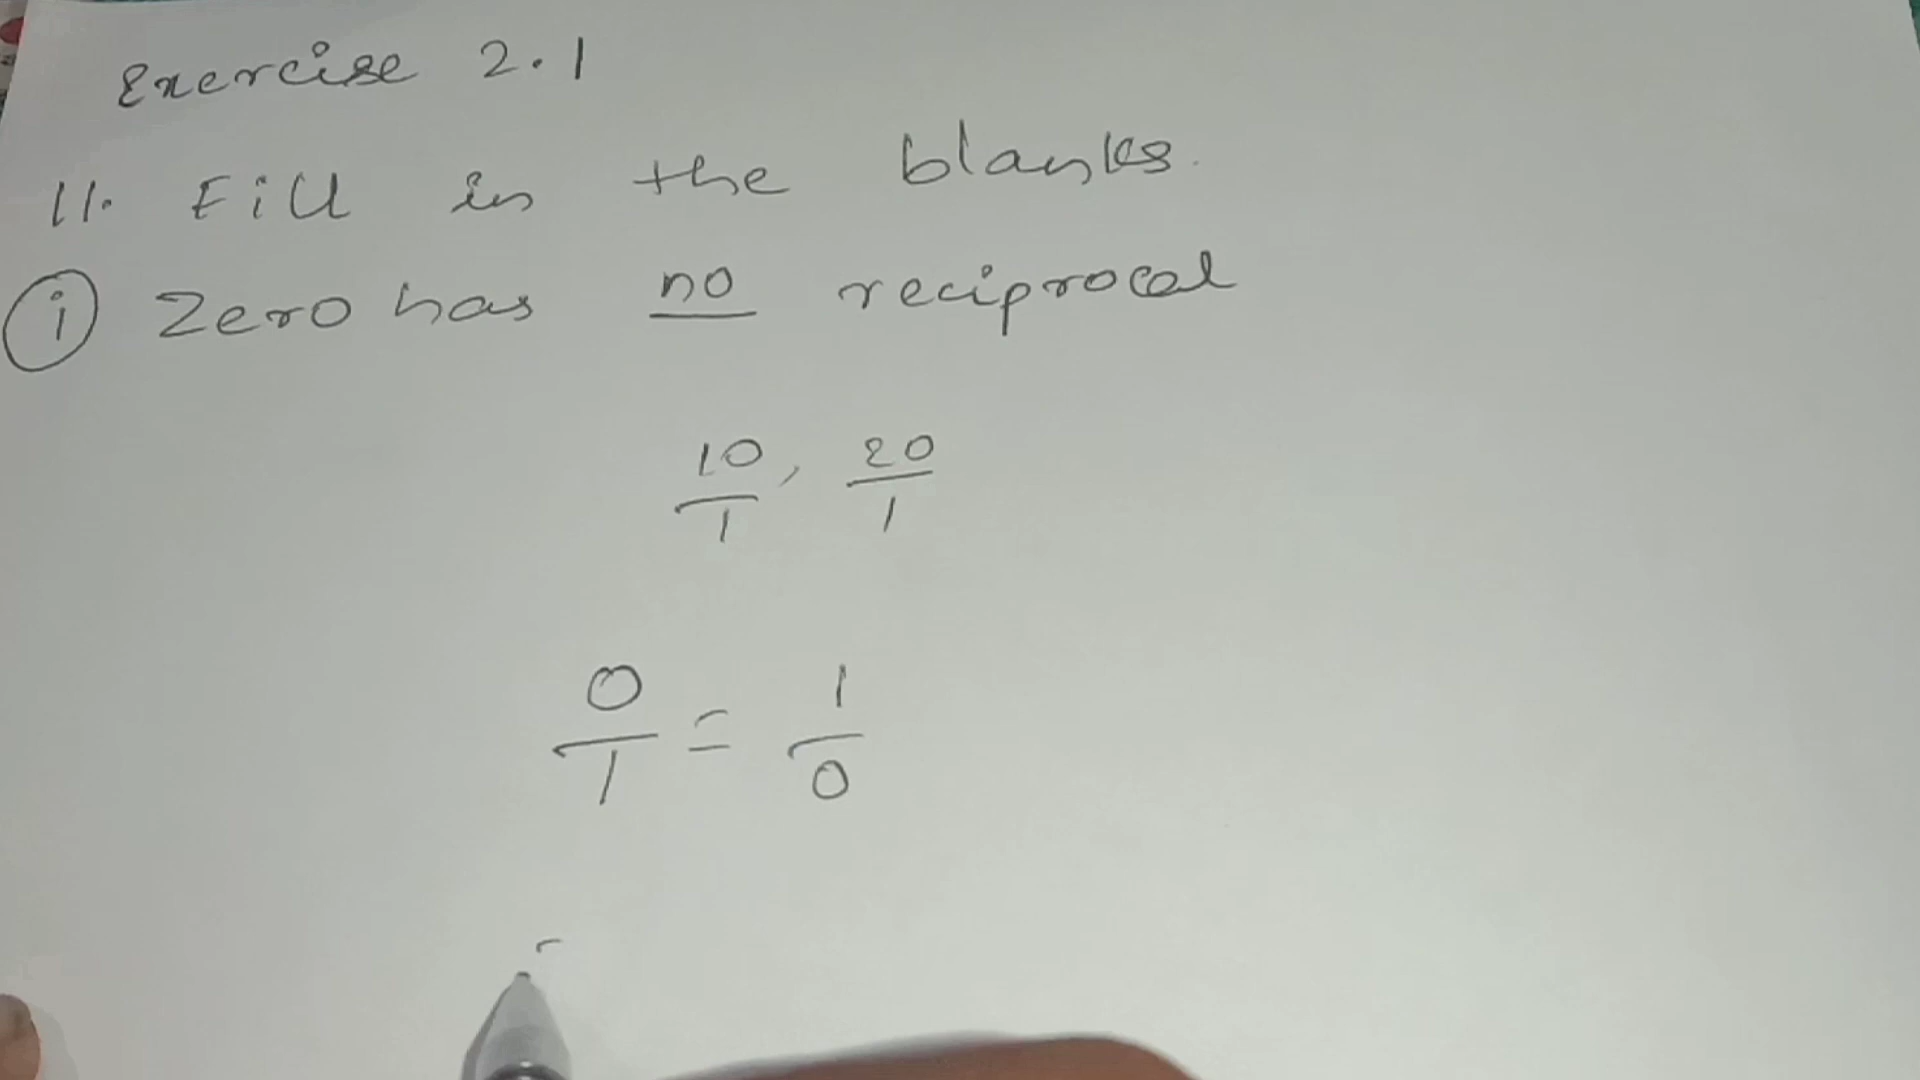 Exercise 2.1
11. Fill in the blanks.
(i) Zero has no reciprocal
10/1, 20/1
0/1 = 1/0